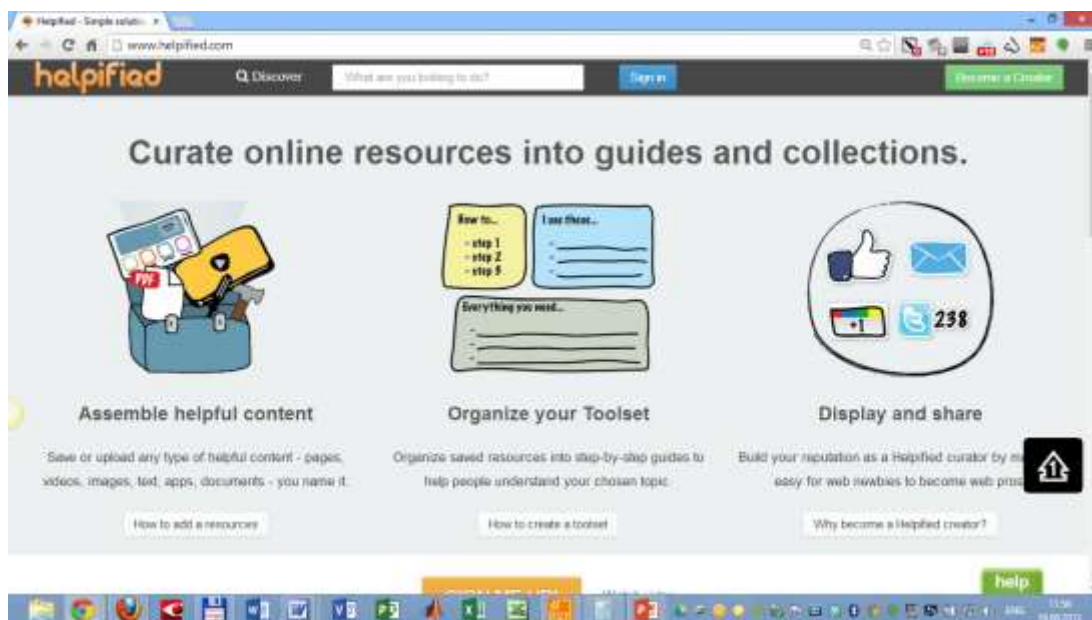 Helpified - Simple
www.helpified.com
helpified
Discover
What are you looking to do?
Sign in
Become a Creator
Curate online resources into guides and collections.
PDF
How to...
- step 1
- step 2
- step 3
I use these...
Everything you need...
+1
238
Assemble helpful content
Organize your Toolset
Display and share
Save or upload any type of helpful content - pages,
videos, images, text, apps, documents - you name it.
Organize saved resources into step-by-step guides to
help people understand your chosen topic.
Build your reputation as a Helpified curator by
easy for web newbies to become web
How to add a resources
How to create a toolset
Why become a Helpified creator?
help